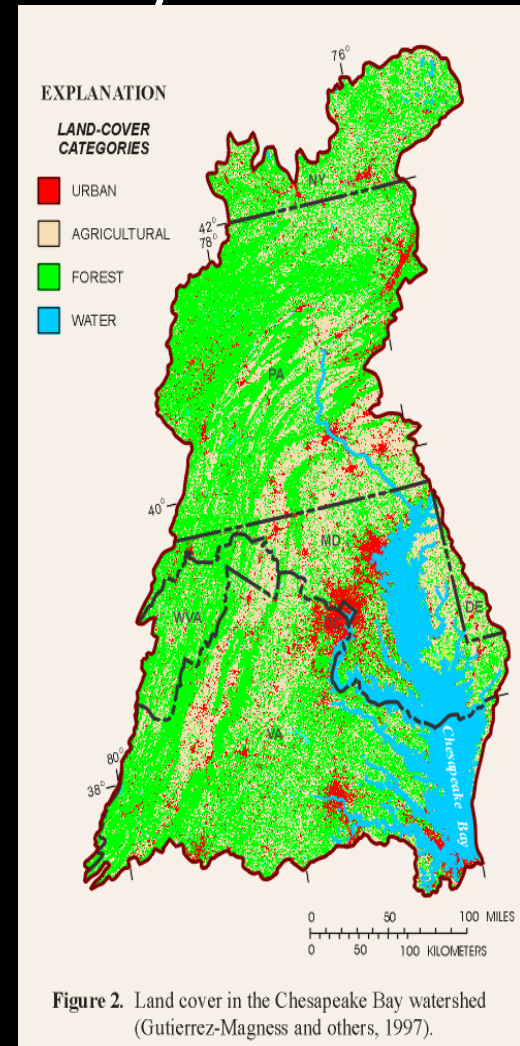 EXPLANATION
LAND-COVER
CATEGORIES
URBAN
AGRICULTURAL
FOREST
WATER
76°
NY
42°
78°
PA
40°
MD
WVA
DE
VA
80°
38°
Chesapeake Bay
0 50 100 MILES
0 50 100 KILOMETERS
Figure 2. Land cover in the Chesapeake Bay watershed
(Gutierrez-Magness and others, 1997).